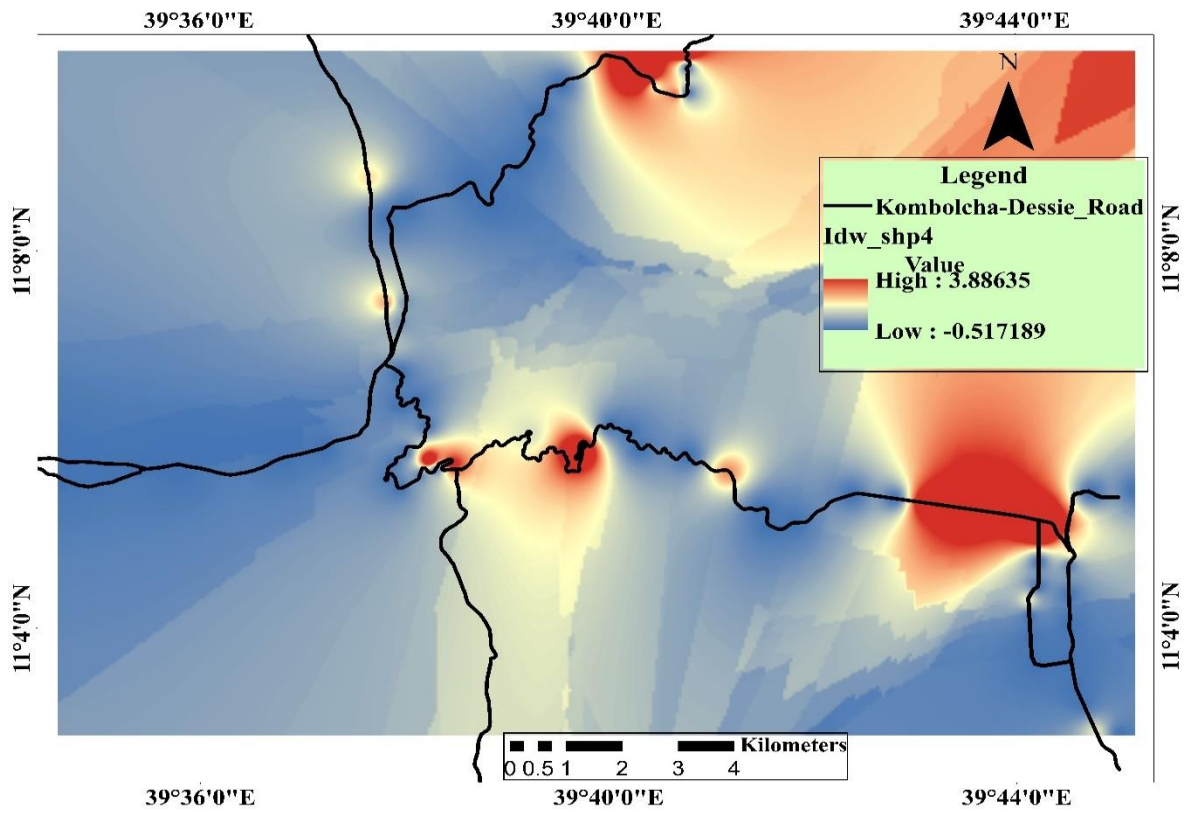 39°36'0"E 39°40'0"E 39°44'0"E
N
11°8'0"N
11°8'0"N
Legend
Kombolcha-Dessie_Road
Idw_shp4
Value
High : 3.88635
Low : -0.517189
11°4'0"N
11°4'0"N
Kilometers
0 0.5 1 2 3 4
39°36'0"E 39°40'0"E 39°44'0"E